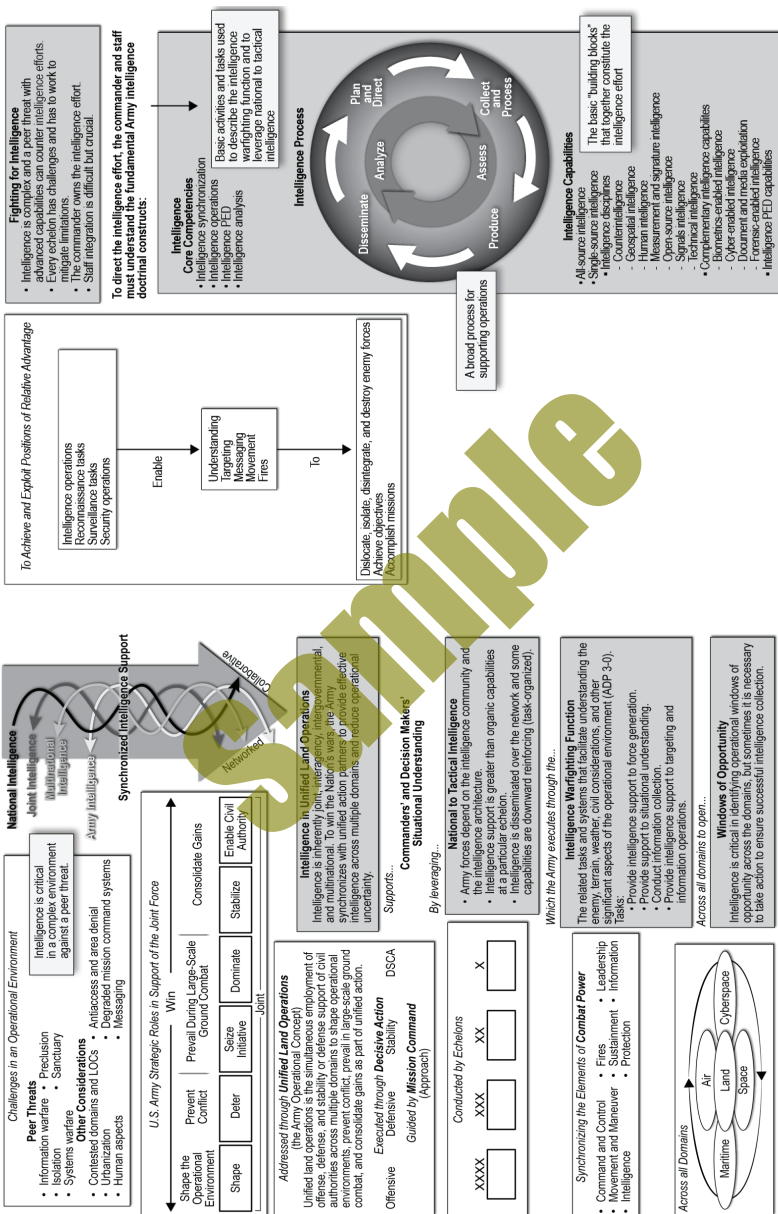 Challenges in an Operational Environment
Peer Threats
• Information warfare • Preclusion
• Isolation • Sanctuary
• Systems warfare
Other Considerations
• Contested domains and LOCs • Antiaccess and area denial
• Urbanization • Degraded mission command systems
• Human aspects • Messaging
Intelligence is critical
in a complex environment
against a peer threat.
National Intelligence
Joint Intelligence
Multinational
Intelligence
Army Intelligence
Synchronized Intelligence Support
Networked
Collaborative
U.S. Army Strategic Roles in Support of the Joint Force
Win
Shape the
Operational
Environment
Prevent
Conflict
Prevail During Large-Scale
Ground Combat
Consolidate Gains
Shape
Deter
Seize
Initiative
Dominate
Stabilize
Enable Civil
Authority
Joint
Addressed through Unified Land Operations
(the Army Operational Concept)
Unified land operations is the simultaneous employment of
offense, defense, and stability or defense support of civil
authorities across multiple domains to shape operational
environments, prevent conflict, prevail in large-scale ground
combat, and consolidate gains as part of unified action.
Executed through Decisive Action
Offensive Defensive Stability DSCA
Guided by Mission Command
(Approach)
Intelligence in Unified Land Operations
Intelligence is inherently joint, interagency, intergovernmental,
and multinational. To win the Nation's wars, the Army
synchronizes with unified action partners to provide effective
intelligence across multiple domains and reduce operational
uncertainty.
Supports...
Commanders' and Decision Makers'
Situational Understanding
By leveraging...
Conducted by Echelons
XXXXX
XXX
XX
X
National to Tactical Intelligence
• Army forces depend on the intelligence community and
the intelligence architecture.
• Intelligence support is greater than organic capabilities
at a particular echelon.
• Intelligence is disseminated over the network, and some
capabilities are downward reinforcing (task-organized).
Which the Army executes through the...
Synchronizing the Elements of Combat Power
• Command and Control • Fires • Leadership
• Movement and Maneuver • Sustainment • Information
• Intelligence • Protection
Intelligence Warfighting Function
The related tasks and systems that facilitate understanding the
enemy, terrain, weather, civil considerations, and other
significant aspects of the operational environment (ADP 3-0).
Tasks:
• Provide intelligence support to force generation.
• Provide support to situational understanding.
• Conduct information collection.
• Provide intelligence support to targeting and
information operations.
Across all domains to open...
Across all Domains
Air
Maritime
Land
Cyberspace
Space
Windows of Opportunity
Intelligence is critical in identifying operational windows of
opportunity across the domains, but sometimes it is necessary
to take action to ensure successful intelligence collection.
To Achieve and Exploit Positions of Relative Advantage
Intelligence operations
Reconnaissance tasks
Surveillance tasks
Security operations
Enable
Understanding
Targeting
Messaging
Movement
Fires
To
Dislocate, isolate, disintegrate, and destroy enemy forces
Achieve objectives
Accomplish missions
Fighting for Intelligence
• Intelligence is complex and a peer threat with
advanced capabilities can counter intelligence efforts.
• Every echelon has challenges and has to work to
mitigate limitations.
• The commander owns the intelligence effort.
• Staff integration is difficult but crucial.
To direct the intelligence effort, the commander and staff
must understand the fundamental Army intelligence
doctrinal constructs:
Intelligence
Core Competencies
• Intelligence synchronization
• Intelligence operations
• Intelligence PED
• Intelligence analysis
Basic activities and tasks used
to describe the intelligence
warfighting function and to
leverage national to tactical
intelligence
Intelligence Process
Plan
and
Direct
Collect
and
Process
Produce
Disseminate
Analyze
Assess
A broad process for
supporting operations
Intelligence Capabilities
• All-source intelligence
• Single-source intelligence
• Intelligence disciplines
- Counterintelligence
- Geospatial intelligence
- Human intelligence
- Measurement and signature intelligence
- Open-source intelligence
- Signals intelligence
- Technical intelligence
• Complementary intelligence capabilites
- Biometrics-enabled intelligence
- Cyber-enabled intelligence
- Document and media exploitation
- Forensic-enabled intelligence
• Intelligence PED capabilities
The basic "building blocks"
that together constitute the
intelligence effort
Sample